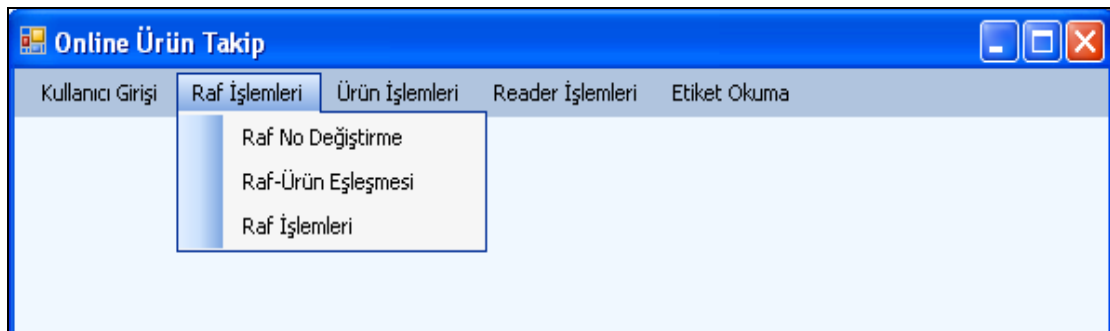 Online Ürün Takip
Kullanıcı Girişi Raf İşlemleri Ürün İşlemleri Reader İşlemleri Etiket Okuma
Raf No Değiştirme
Raf-Ürün Eşleşmesi
Raf İşlemleri